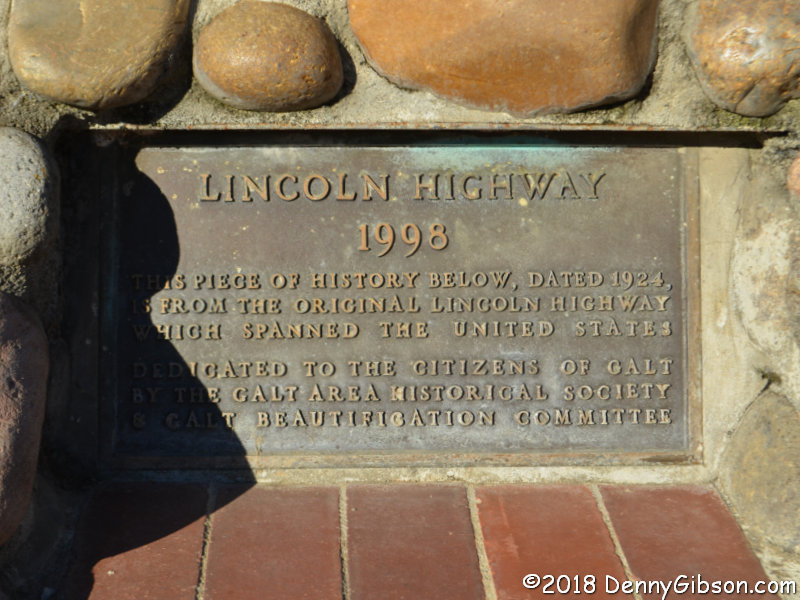 LINCOLN HIGHWAY
1998
THIS PIECE OF HISTORY BELOW, DATED 1924,
IS FROM THE ORIGINAL LINCOLN HIGHWAY
WHICH SPANNED THE UNITED STATES
DEDICATED TO THE CITIZENS OF GALT
BY THE GALT AREA HISTORICAL SOCIETY
& GALT BEAUTIFICATION COMMITTEE
©2018 DennyGibson.com